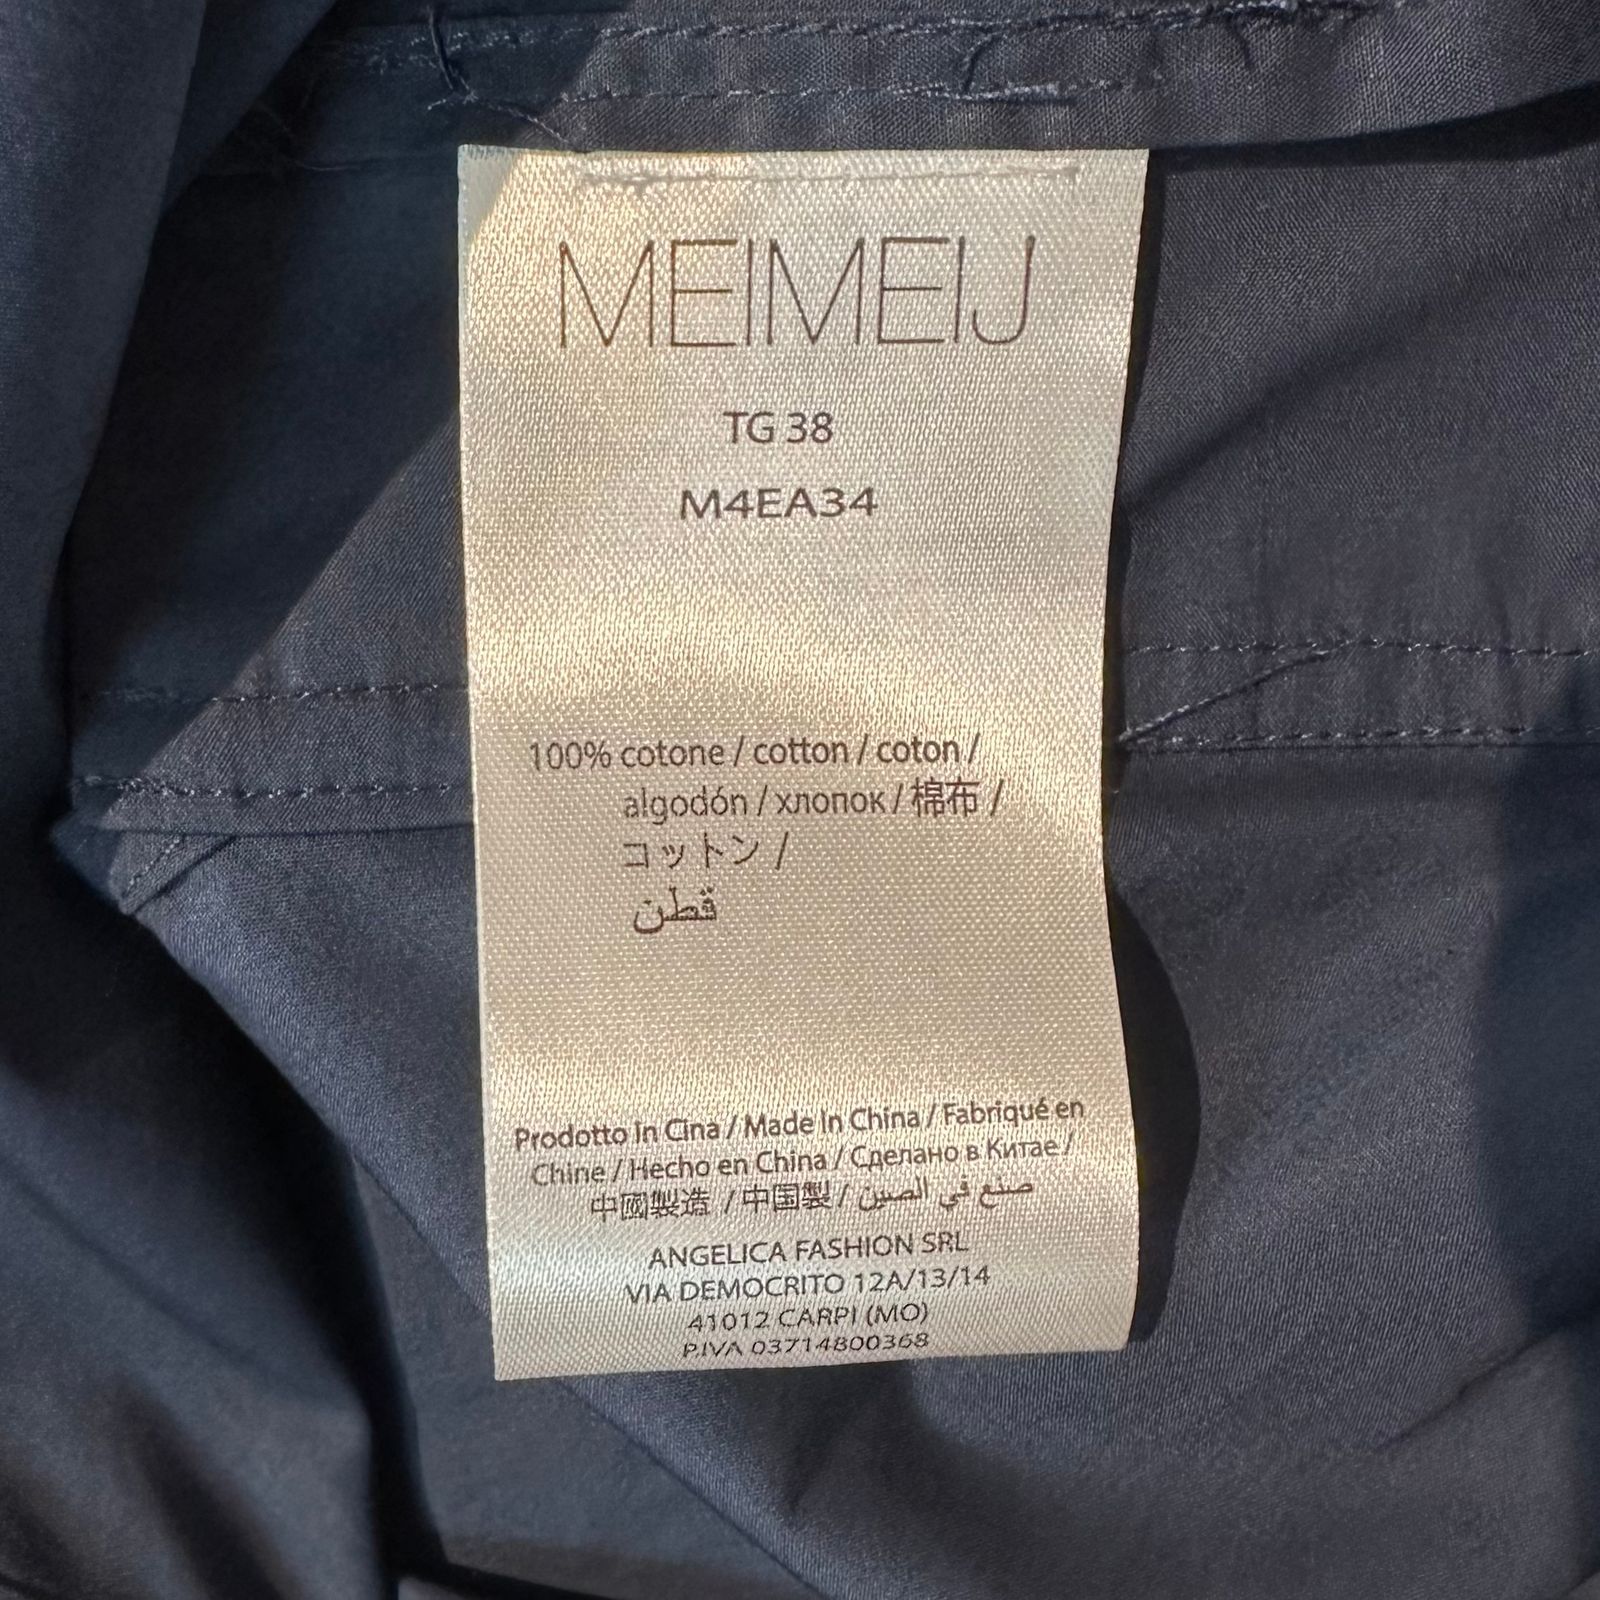 MEIMEIJ
TG 38
M4EA34
100% cotone / cotton / coton /
algodón / хлопок / 棉布 /
コットン /
قطن
Prodotto in Cina / Made in China / Fabriqué en
Chine / Hecho en China / Сделано в Китае /
中國製造 / 中国製 / صنع في الصين
ANGELICA FASHION SRL
VIA DEMOCRITO 12A/13/14
41012 CARPI (MO)
P.IVA 03714800368